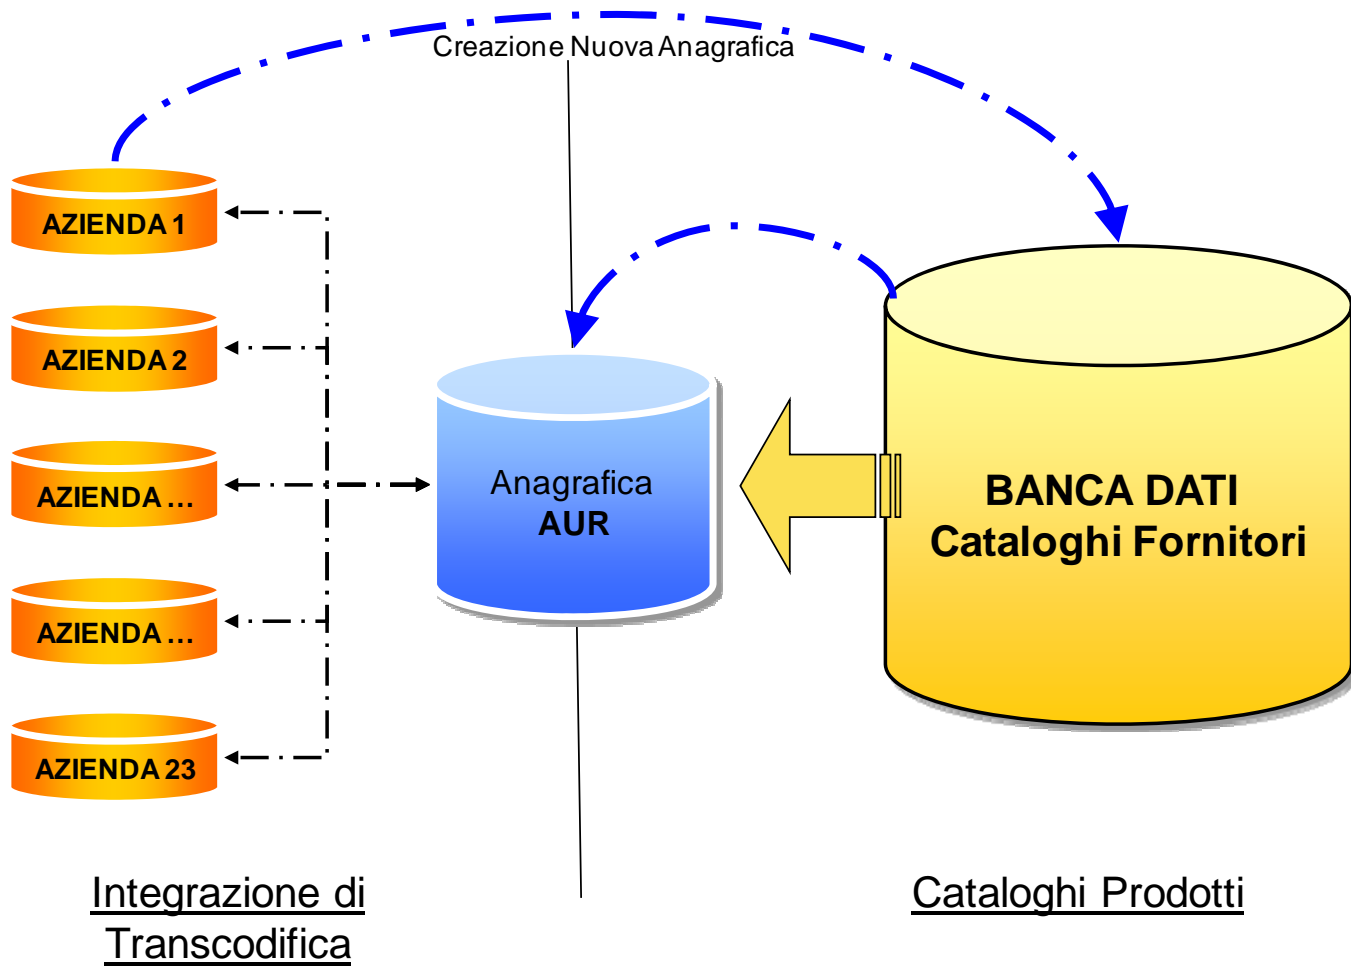 Creazione Nuova Anagrafica
AZIENDA 1
AZIENDA 2
AZIENDA ...
AZIENDA ...
AZIENDA 23
Anagrafica
AUR
BANCA DATI
Cataloghi Fornitori
Integrazione di
Transcodifica
Cataloghi Prodotti